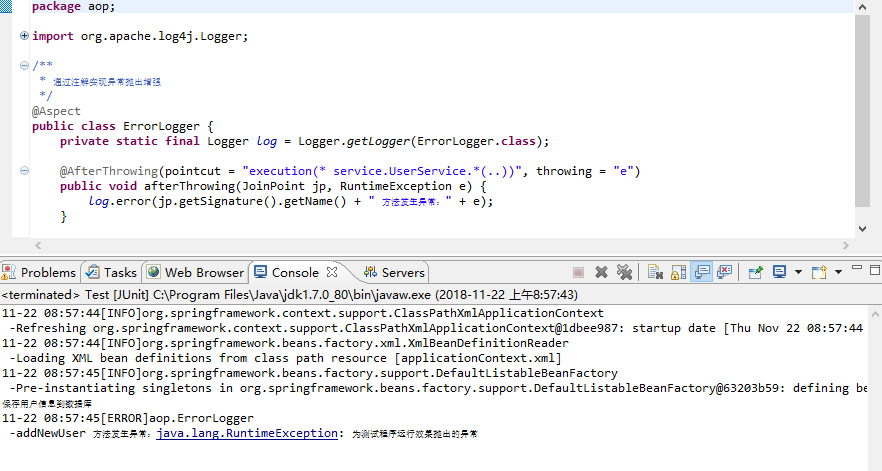 package aop;
import org.apache.log4j.Logger;
/**
* 通过注解实现异常抛出增强
*/
@Aspect
public class ErrorLogger {
private static final Logger log = Logger.getLogger(ErrorLogger.class);
@AfterThrowing(pointcut = "execution(* service.UserService.*(..))", throwing = "e")
public void afterThrowing(JoinPoint jp, RuntimeException e) {
log.error(jp.getSignature().getName() + " 方法发生异常：" + e);
}
Problems Tasks Web Browser Console Servers
<terminated> Test [JUnit] C:\Program Files\Java\jdk1.7.0_80\bin\javaw.exe (2018-11-22 上午8:57:43)
11-22 08:57:44[INFO]org.springframework.context.support.ClassPathXmlApplicationContext
-Refreshing org.springframework.context.support.ClassPathXmlApplicationContext@1dbee987: startup date [Thu Nov 22 08:57:44
11-22 08:57:44[INFO]org.springframework.beans.factory.xml.XmlBeanDefinitionReader
-Loading XML bean definitions from class path resource [applicationContext.xml]
11-22 08:57:45[INFO]org.springframework.beans.factory.support.DefaultListableBeanFactory
-Pre-instantiating singletons in org.springframework.beans.factory.support.DefaultListableBeanFactory@63203b59: defining be
保存用户信息到数据库
11-22 08:57:45[ERROR]aop.ErrorLogger
-addNewUser 方法发生异常：java.lang.RuntimeException: 为测试程序运行效果抛出的异常